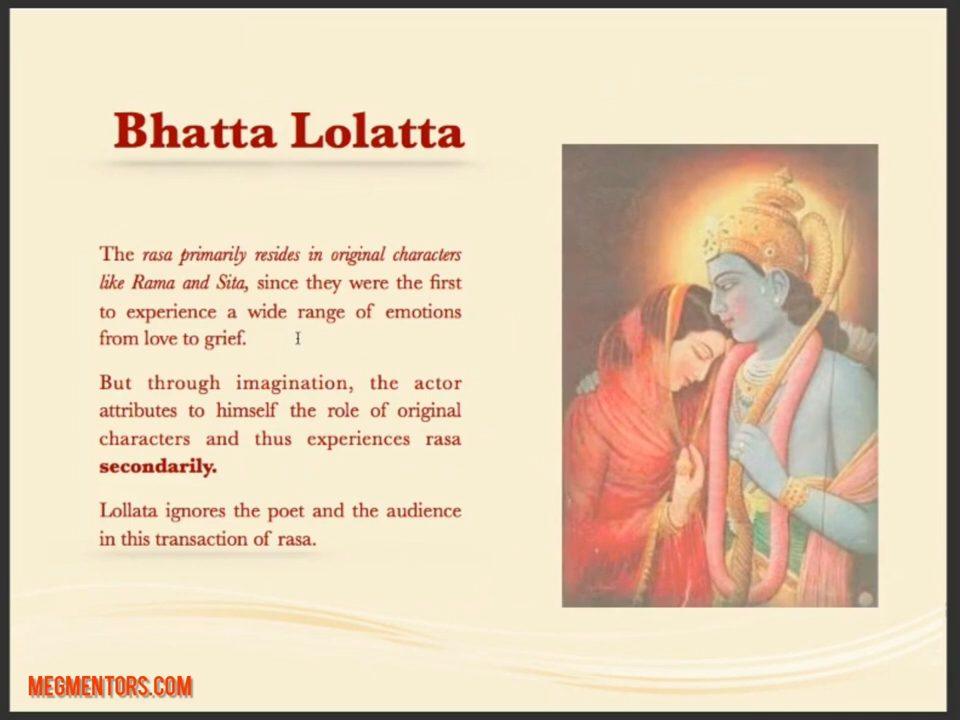 Bhatta Lolatta
The rasa primarily resides in original characters
like Rama and Sita, since they were the first
to experience a wide range of emotions
from love to grief.
But through imagination, the actor
attributes to himself the role of original
characters and thus experiences rasa
secondarily.
Lollata ignores the poet and the audience
in this transaction of rasa.
MEGMENTORS.COM